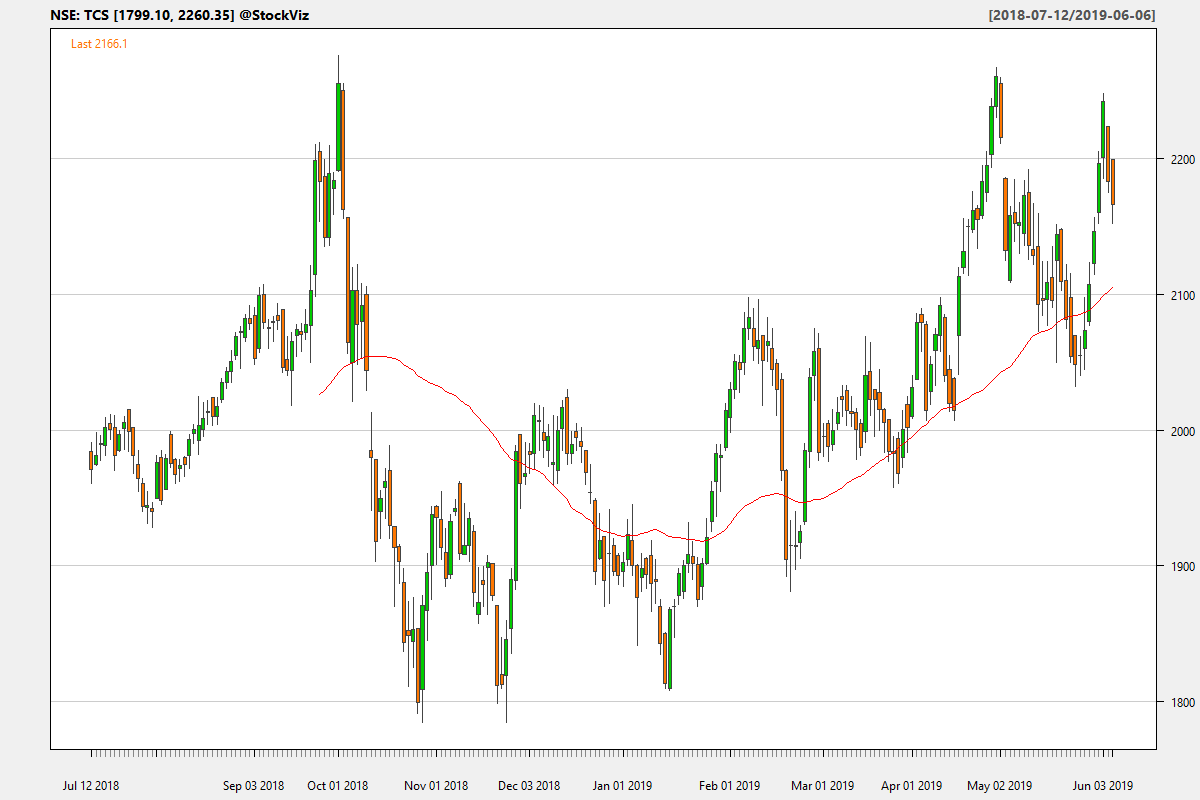 NSE: TCS [1799.10, 2260.35] @StockViz [2018-07-12/2019-06-06]
Last 2166.1
2200
2100
2000
1900
1800
Jul 12 2018 Sep 03 2018 Oct 01 2018 Nov 01 2018 Dec 03 2018 Jan 01 2019 Feb 01 2019 Mar 01 2019 Apr 01 2019 May 02 2019 Jun 03 2019